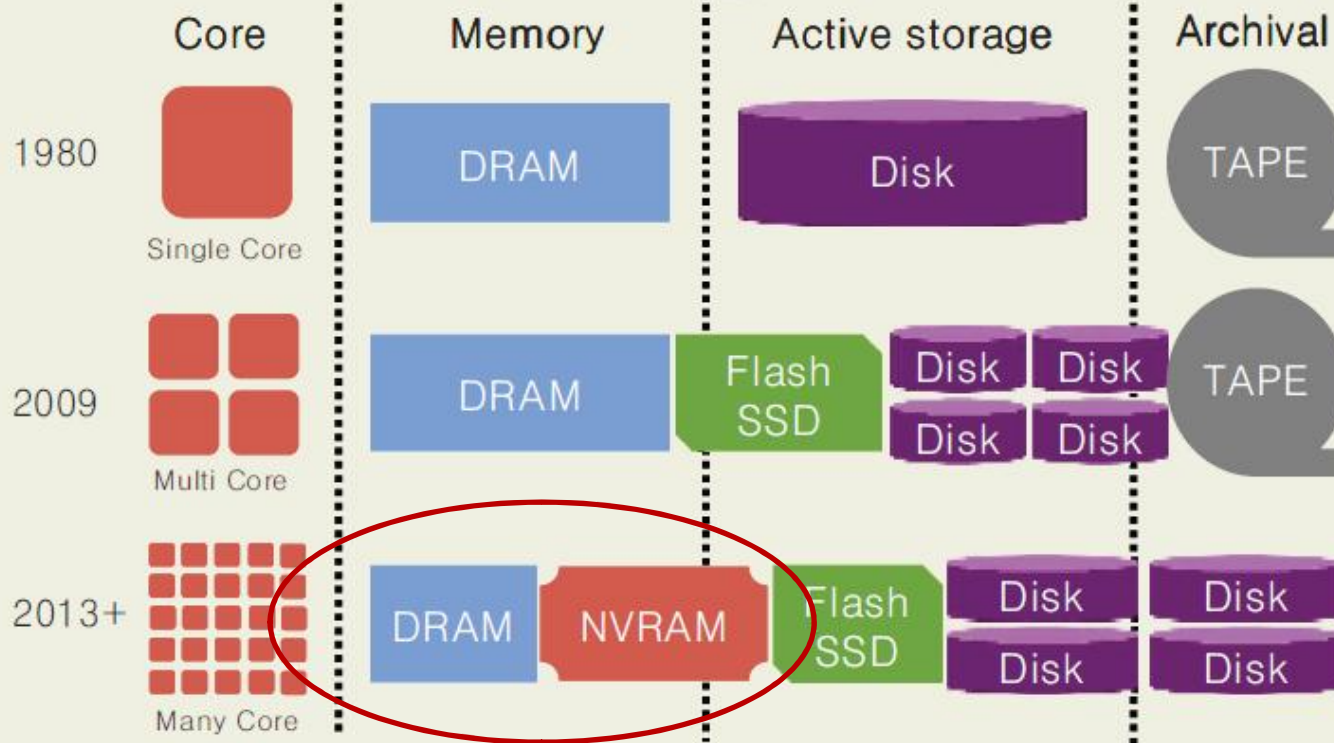 Core
Memory
Active storage
Archival
1980
Single Core
DRAM
Disk
TAPE
2009
Multi Core
DRAM
Flash
SSD
Disk
Disk
Disk
Disk
TAPE
2013+
Many Core
DRAM
NVRAM
Flash
SSD
Disk
Disk
Disk
Disk